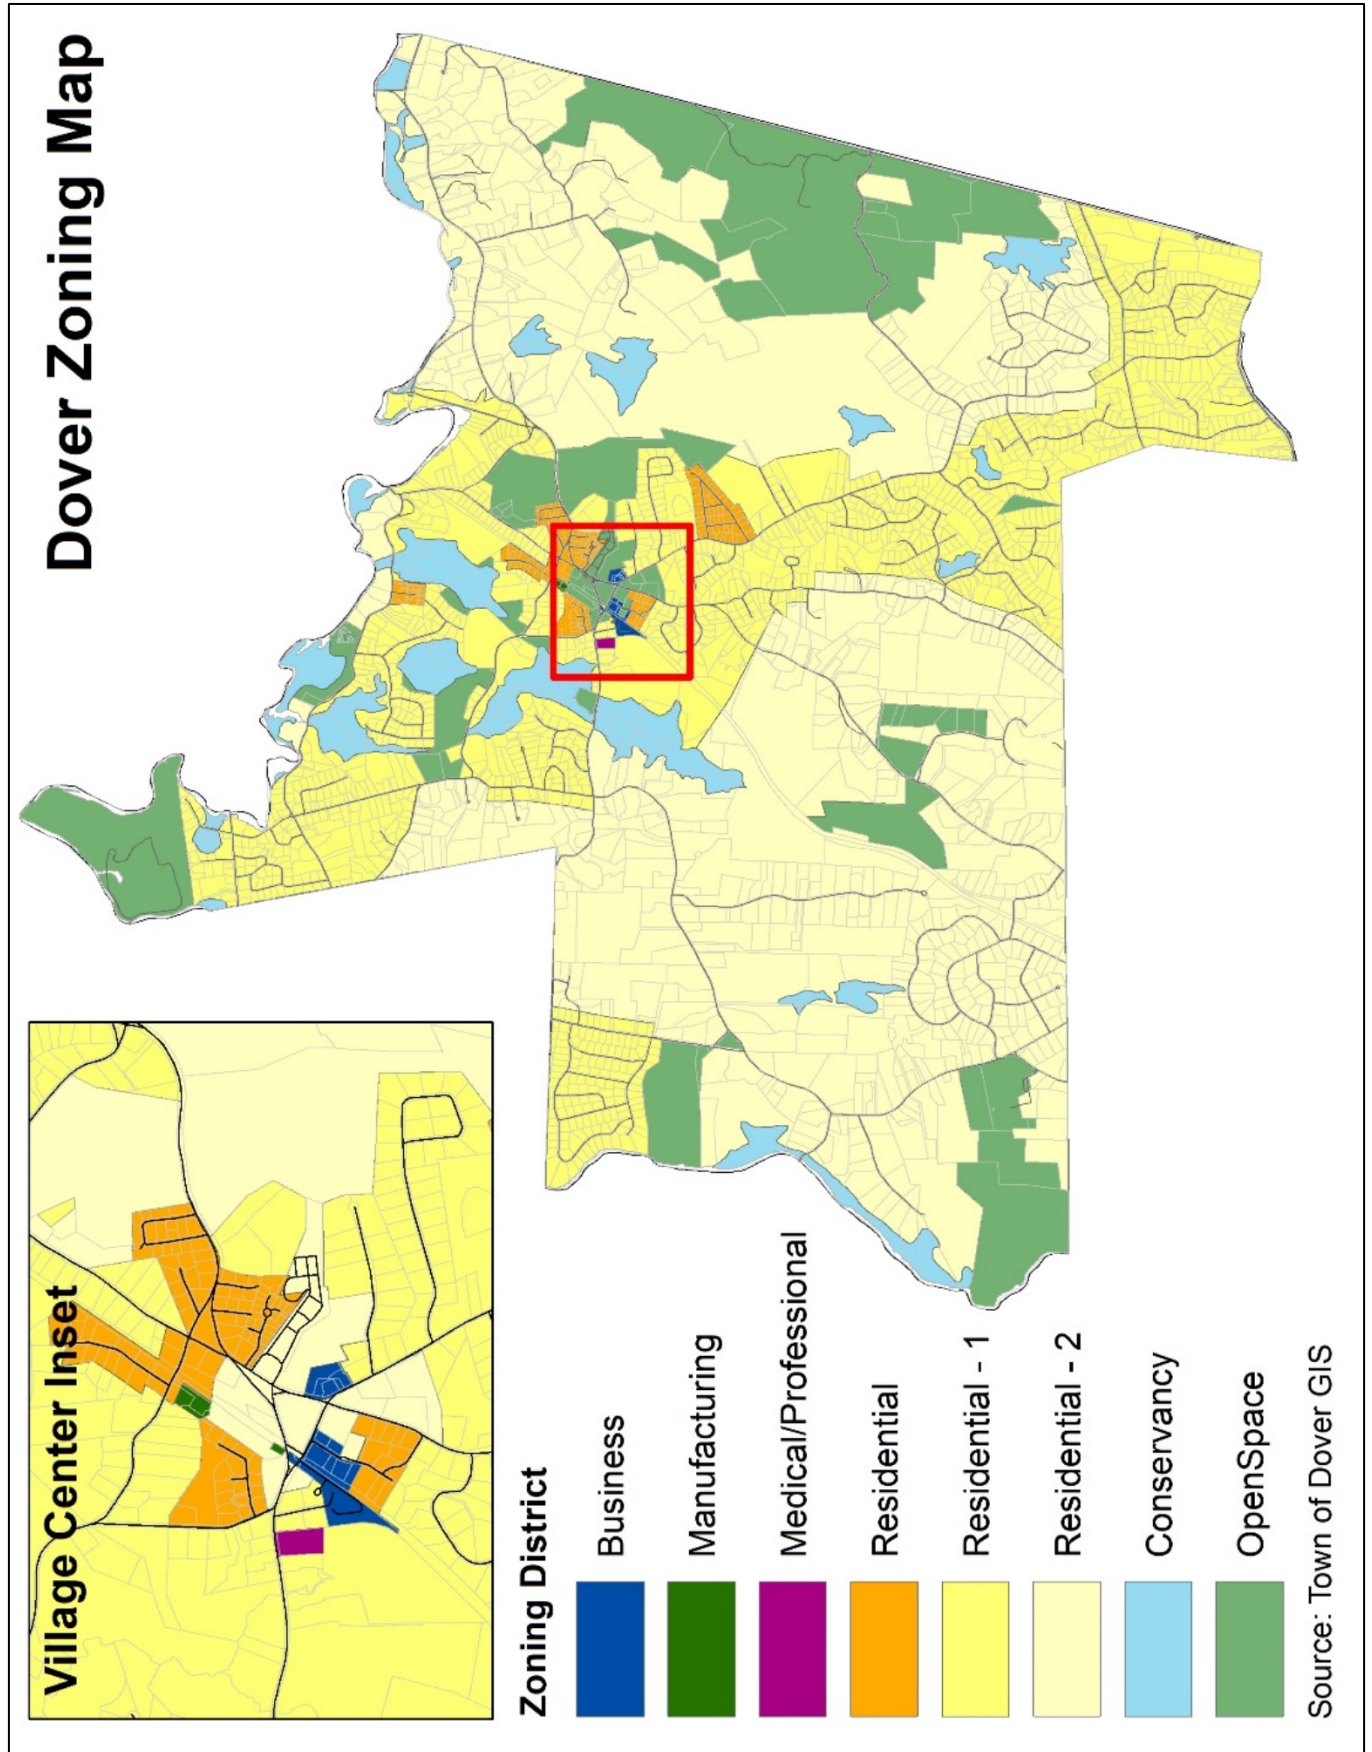 Dover Zoning Map
Village Center Inset
Zoning District
Business
Manufacturing
Medical/Professional
Residential
Residential - 1
Residential - 2
Conservancy
OpenSpace
Source: Town of Dover GIS